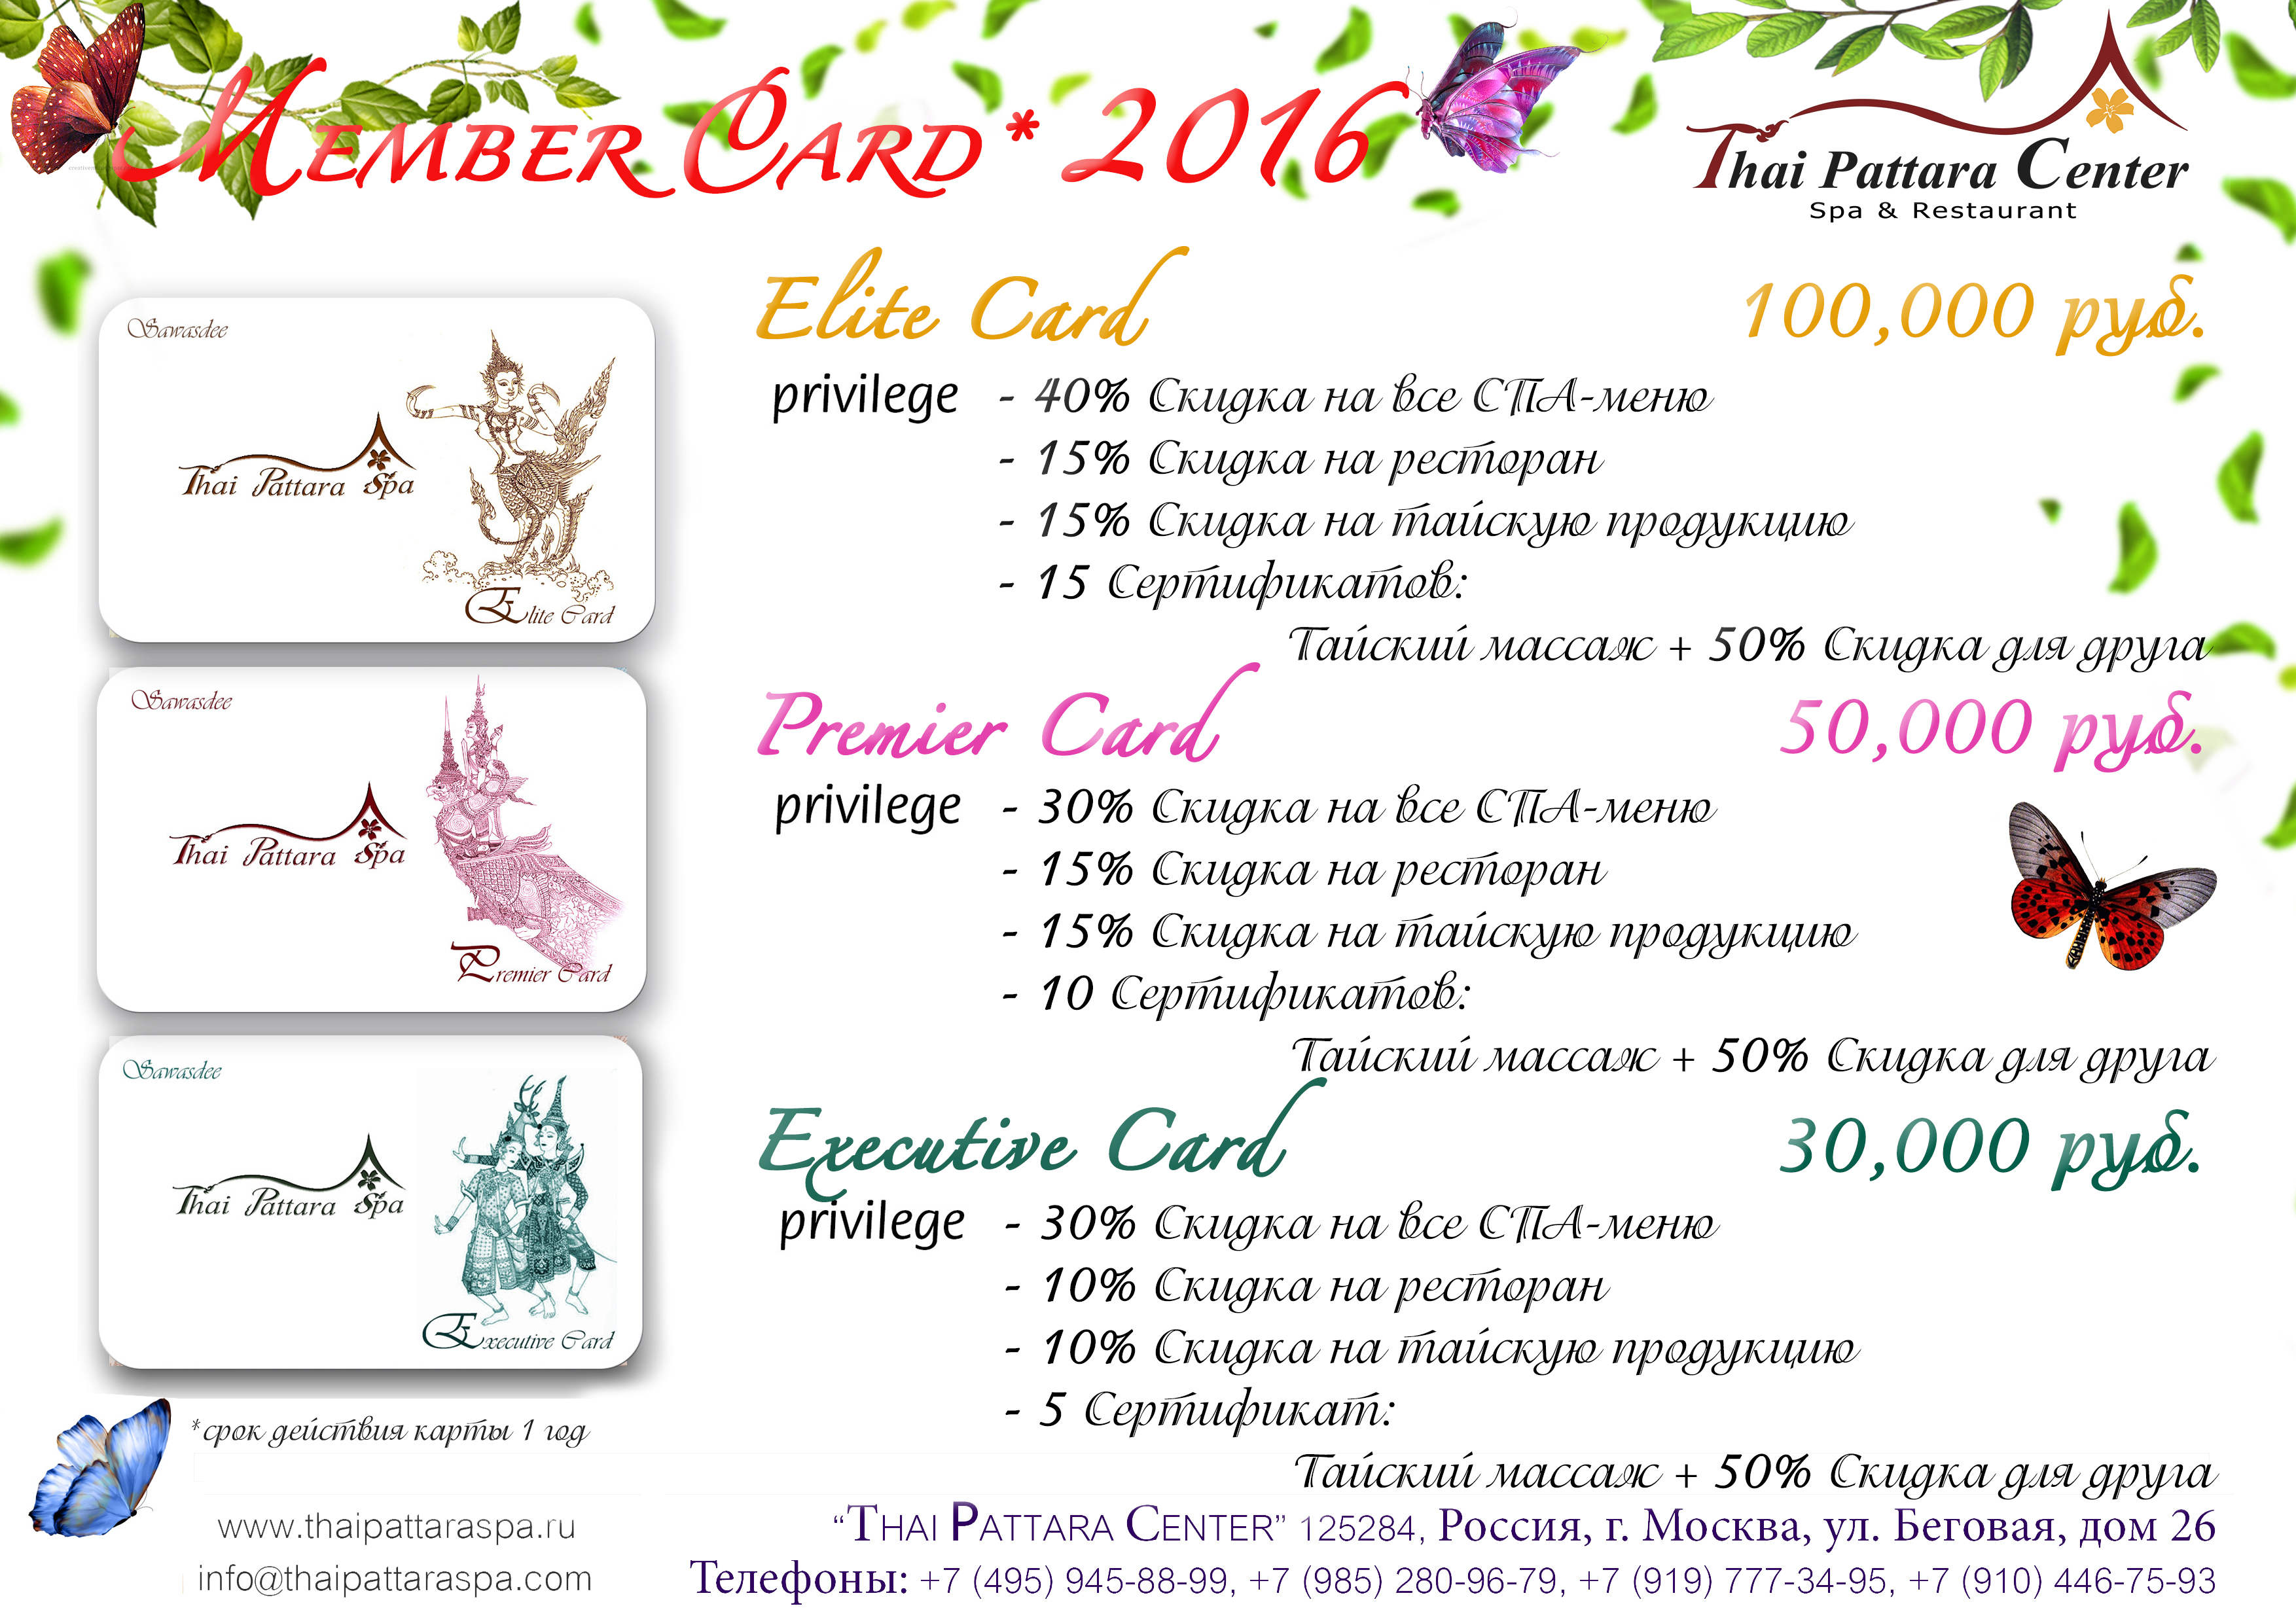 Member Card* 2016
Thai Pattara Center
Spa & Restaurant
Sawasdee
Thai Pattara Spa
Elite Card
Elite Card 100,000 руб.
privilege - 40% Скидка на все СПА-меню
- 15% Скидка на ресторан
- 15% Скидка на тайскую продукцию
- 15 Сертификатов:
Тайский массаж + 50% Скидка для друга
Sawasdee
Thai Pattara Spa
Premier Card
Premier Card 50,000 руб.
privilege - 30% Скидка на все СПА-меню
- 15% Скидка на ресторан
- 15% Скидка на тайскую продукцию
- 10 Сертификатов:
Тайский массаж + 50% Скидка для друга
Sawasdee
Thai Pattara Spa
Executive Card
Executive Card 30,000 руб.
privilege - 30% Скидка на все СПА-меню
- 10% Скидка на ресторан
- 10% Скидка на тайскую продукцию
- 5 Сертификат:
Тайский массаж + 50% Скидка для друга
*срок действия карты 1 год
www.thaipattaraspa.ru
info@thaipattaraspa.com
“Thai Pattara Center” 125284, Россия, г. Москва, ул. Беговая, дом 26
Телефоны: +7 (495) 945-88-99, +7 (985) 280-96-79, +7 (919) 777-34-95, +7 (910) 446-75-93